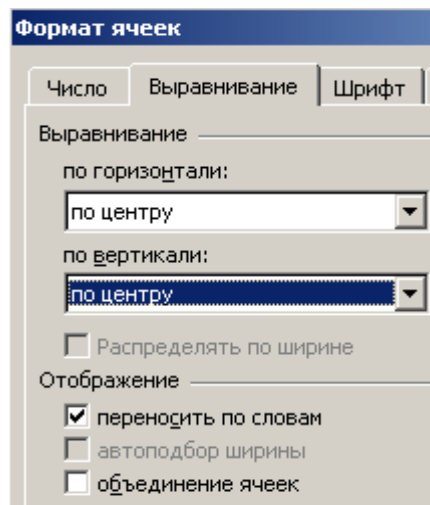 Формат ячеек
Число Выравнивание Шрифт
Выравнивание
по горизонтали:
по центру
по вертикали:
по центру
Распределять по ширине
Отображение
переносить по словам
автоподбор ширины
объединение ячеек